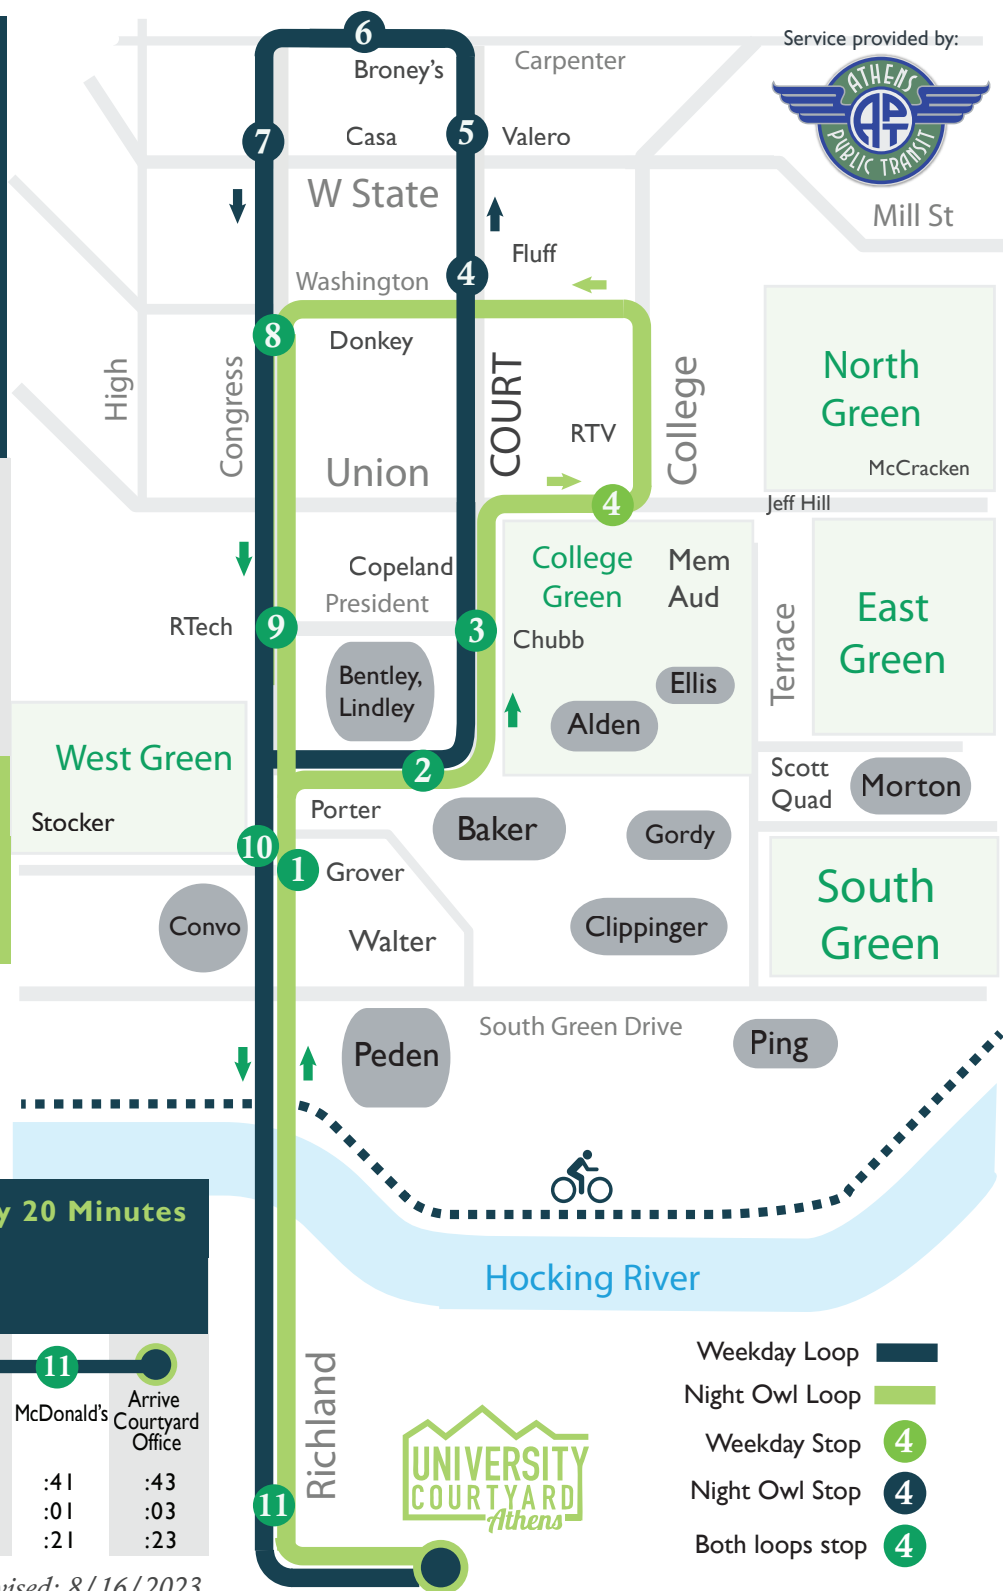 6
Broney's
Carpenter
Service provided by:
ATHENS
APT
PUBLIC TRANSIT
7
Casa
5
Valero
W State
Mill St
Fluff
4
Washington
8
Donkey
High
Congress
COURT
College
North
Green
RTV
McCracken
Union
4
Jeff Hill
Copeland
College
Green
Mem
Aud
President
RTech
9
3
Chubb
Terrace
East
Green
Bentley,
Lindley
Ellis
Alden
West Green
2
Scott
Quad
Morton
Stocker
Porter
Baker
Gordy
10
1
Grover
South
Green
Convo
Walter
Clippinger
South Green Drive
Peden
Ping
y 20 Minutes
Hocking River
11
McDonald's
Arrive
Courtyard
Office
:41 :43
:01 :03
:21 :23
Richland
11
UNIVERSITY
COURTYARD
Athens
Weekday Loop
Night Owl Loop
Weekday Stop 4
Night Owl Stop 4
Both loops stop 4
vised: 8/16/2023